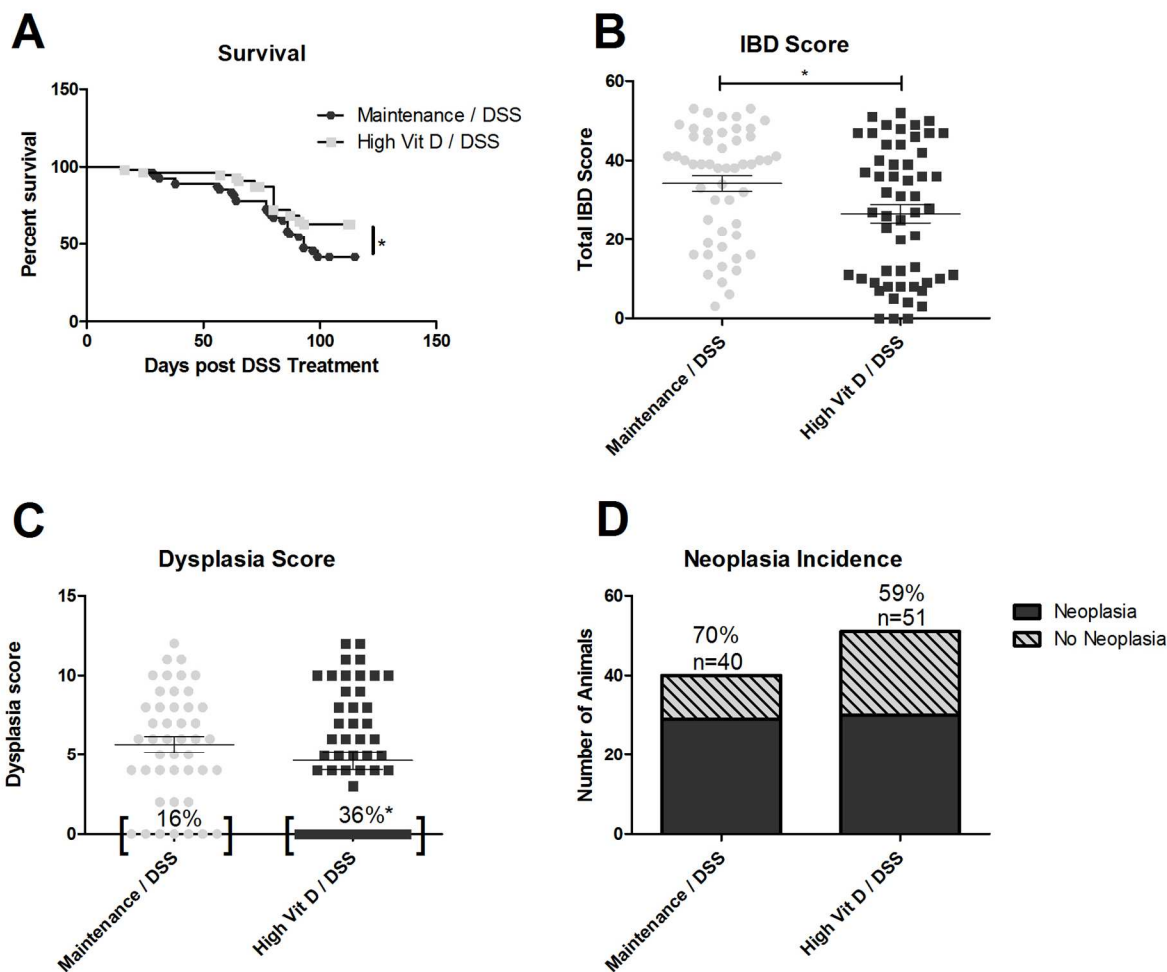 A
Survival
150
100
50
0
Percent survival
0
50
100
150
Days post DSS Treatment
Maintenance / DSS
High Vit D / DSS
*
B
IBD Score
*
60
40
20
0
Total IBD Score
Maintenance / DSS
High Vit D / DSS
C
Dysplasia Score
15
10
5
0
Dysplasia score
[ 16% ]
[ 36%* ]
Maintenance / DSS
High Vit D / DSS
D
Neoplasia Incidence
60
40
20
0
Number of Animals
70%
n=40
59%
n=51
Neoplasia
No Neoplasia
Maintenance / DSS
High Vit D / DSS